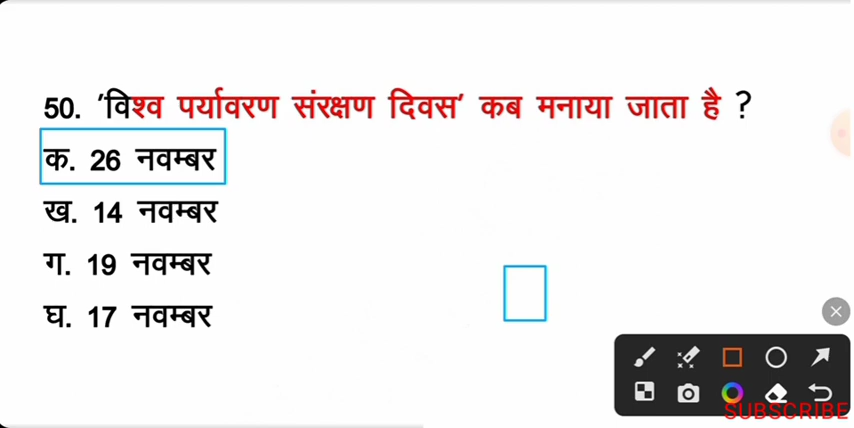 50. ‘विश्व पर्यावरण संरक्षण दिवस’ कब मनाया जाता है ?
क. 26 नवम्बर
ख. 14 नवम्बर
ग. 19 नवम्बर
घ. 17 नवम्बर
SUBSCRIBE